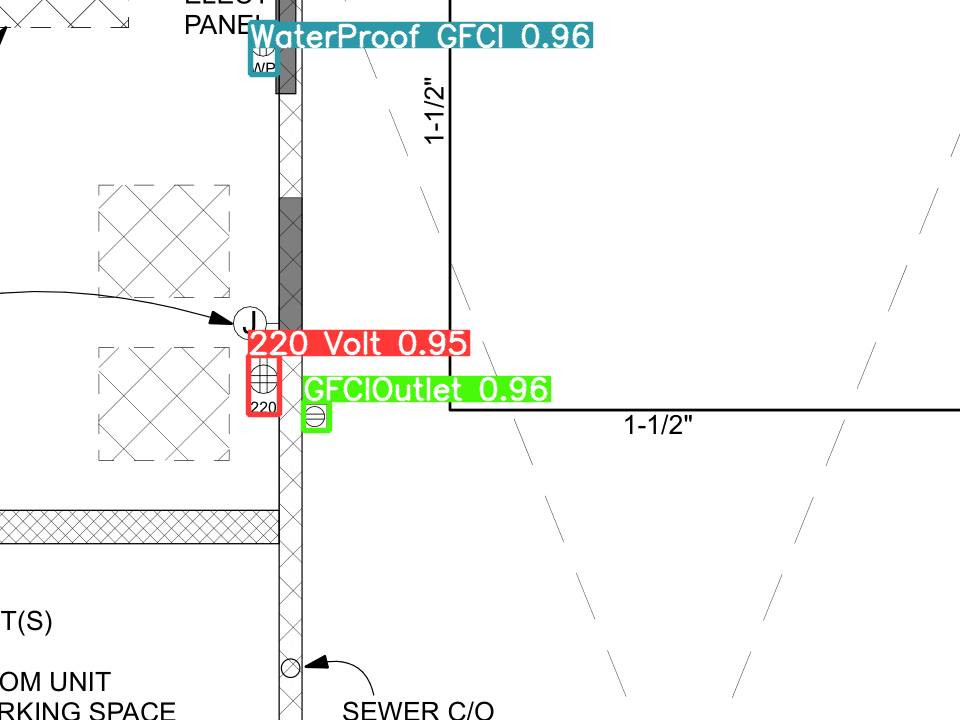 PANEL
WaterProof GFCI 0.96
WP
1-1/2"
J
220 Volt 0.95
220
GFCIOutlet 0.96
1-1/2"
T(S)
OM UNIT
RKING SPACE
SEWER C/O